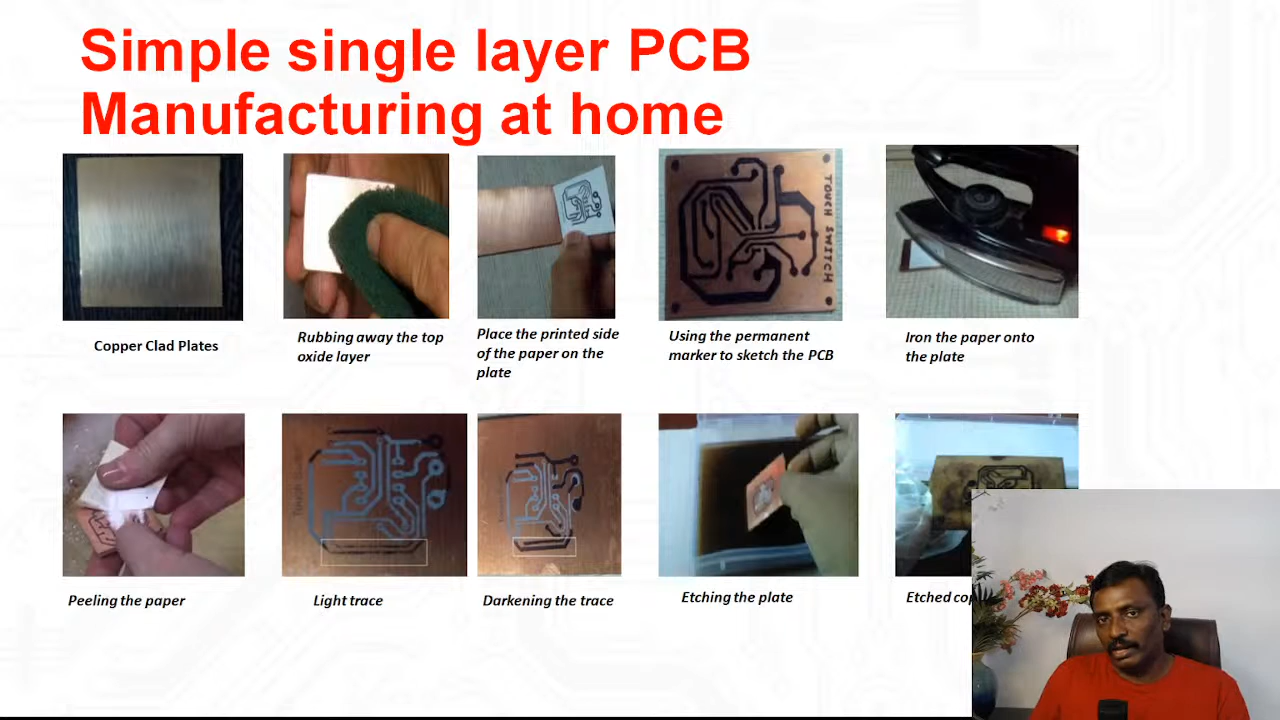 Simple single layer PCB
Manufacturing at home
TOUCH SWITCH
Copper Clad Plates
Rubbing away the top
oxide layer
Place the printed side
of the paper on the
plate
Using the permanent
marker to sketch the PCB
Iron the paper onto
the plate
Peeling the paper
Light trace
Darkening the trace
Etching the plate
Etched